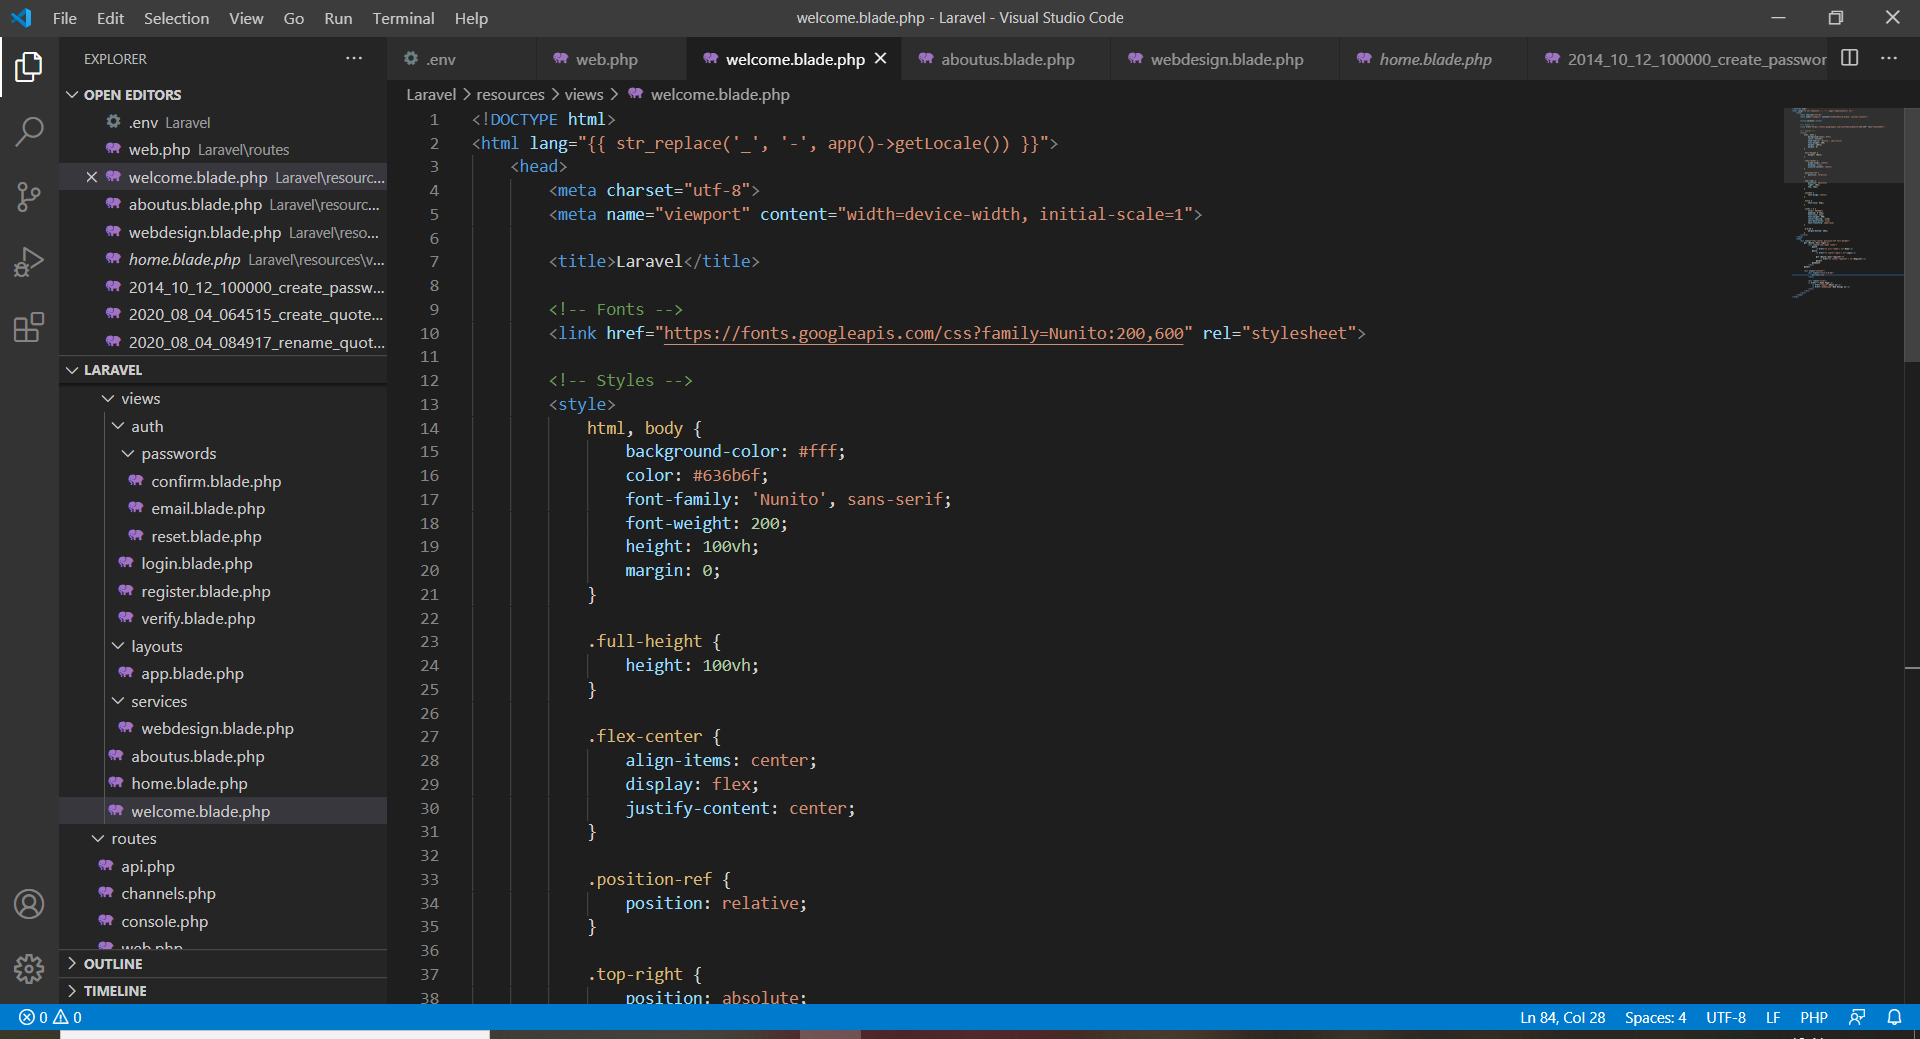 File Edit Selection View Go Run Terminal Help
welcome.blade.php - Laravel - Visual Studio Code
EXPLORER
OPEN EDITORS
.env Laravel
web.php Laravel\routes
welcome.blade.php Laravel\resourc...
aboutus.blade.php Laravel\resourc...
webdesign.blade.php Laravel\reso...
home.blade.php Laravel\resources\v...
2014_10_12_100000_create_passw...
2020_08_04_064515_create_quote...
2020_08_04_084917_rename_quot...
LARAVEL
views
auth
passwords
confirm.blade.php
email.blade.php
reset.blade.php
login.blade.php
register.blade.php
verify.blade.php
layouts
app.blade.php
services
webdesign.blade.php
aboutus.blade.php
home.blade.php
welcome.blade.php
routes
api.php
channels.php
console.php
web.php
OUTLINE
TIMELINE
.env web.php welcome.blade.php aboutus.blade.php webdesign.blade.php home.blade.php 2014_10_12_100000_create_passwor
Laravel > resources > views > welcome.blade.php
1 <!DOCTYPE html>
2 <html lang="{{ str_replace('_', '-', app()->getLocale()) }}">
3 <head>
4 <meta charset="utf-8">
5 <meta name="viewport" content="width=device-width, initial-scale=1">
6
7 <title>Laravel</title>
8
9 <!-- Fonts -->
10 <link href="https://fonts.googleapis.com/css?family=Nunito:200,600" rel="stylesheet">
11
12 <!-- Styles -->
13 <style>
14 html, body {
15 background-color: #fff;
16 color: #636b6f;
17 font-family: 'Nunito', sans-serif;
18 font-weight: 200;
19 height: 100vh;
20 margin: 0;
21 }
22
23 .full-height {
24 height: 100vh;
25 }
26
27 .flex-center {
28 align-items: center;
29 display: flex;
30 justify-content: center;
31 }
32
33 .position-ref {
34 position: relative;
35 }
36
37 .top-right {
38 position: absolute;
0 0
Ln 84, Col 28 Spaces: 4 UTF-8 LF PHP